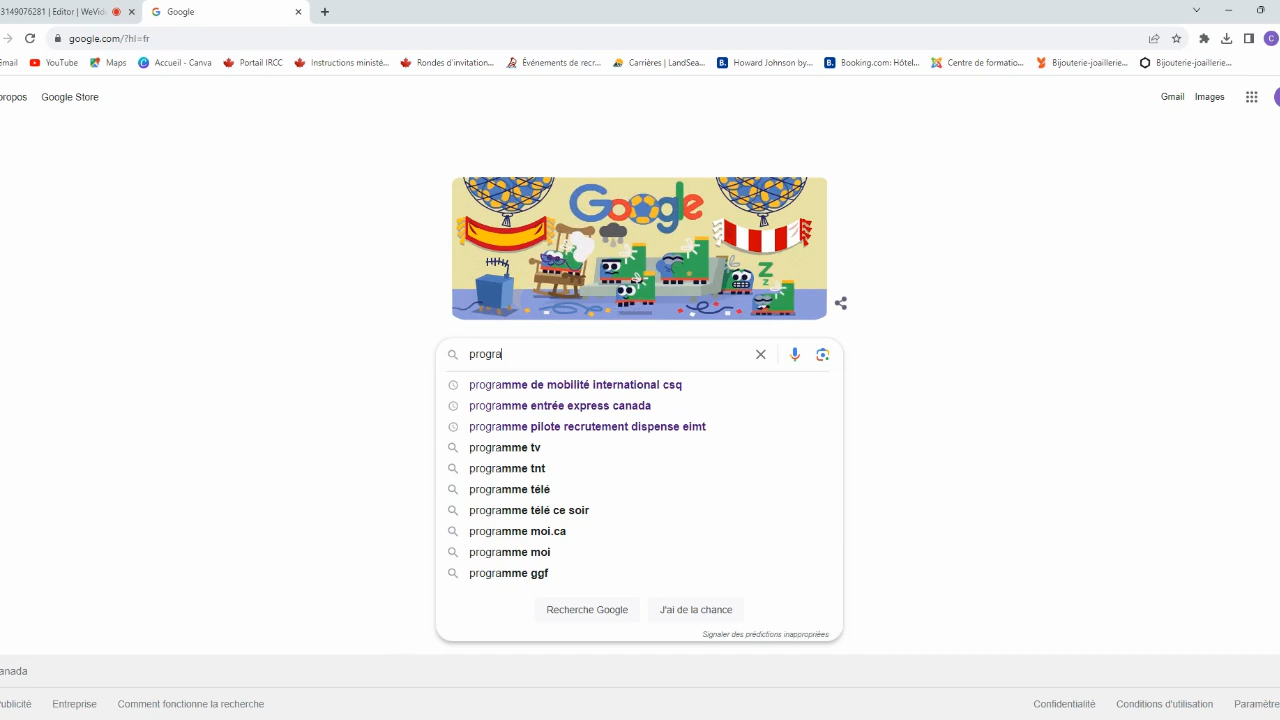 3149076281 | Editor | WeVid
Google
google.com/?hl=fr
Gmail
YouTube
Maps
Accueil - Canva
Portail IRCC
Instructions ministé...
Rondes d'invitation...
Événements de recr...
Carrières | LandSea...
Howard Johnson by...
Booking.com: Hôtel...
Centre de formatio...
Bijouterie-joaillerie...
Bijouterie-joaillerie...
propos
Google Store
Gmail
Images
Google
Z
z
progra
programme de mobilité international csq
programme entrée express canada
programme pilote recrutement dispense eimt
programme tv
programme tnt
programme télé
programme télé ce soir
programme moi.ca
programme moi
programme ggf
Recherche Google
J'ai de la chance
Signaler des prédictions inappropriées
anada
Publicité
Entreprise
Comment fonctionne la recherche
Confidentialité
Conditions d'utilisation
Paramètre